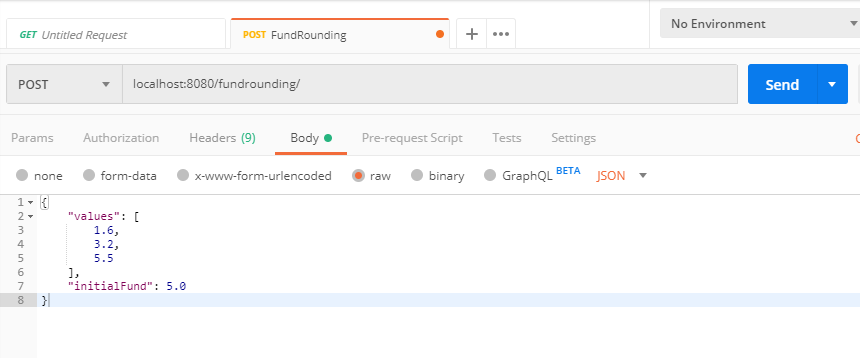 GET Untitled Request POST FundRounding + ••• No Environment
POST localhost:8080/fundrounding/ Send
Params Authorization Headers (9) Body Pre-request Script Tests Settings
none form-data x-www-form-urlencoded raw binary GraphQL BETA JSON
1 {
2 "values": [
3 1.6,
4 3.2,
5 5.5
6 ],
7 "initialFund": 5.0
8 }